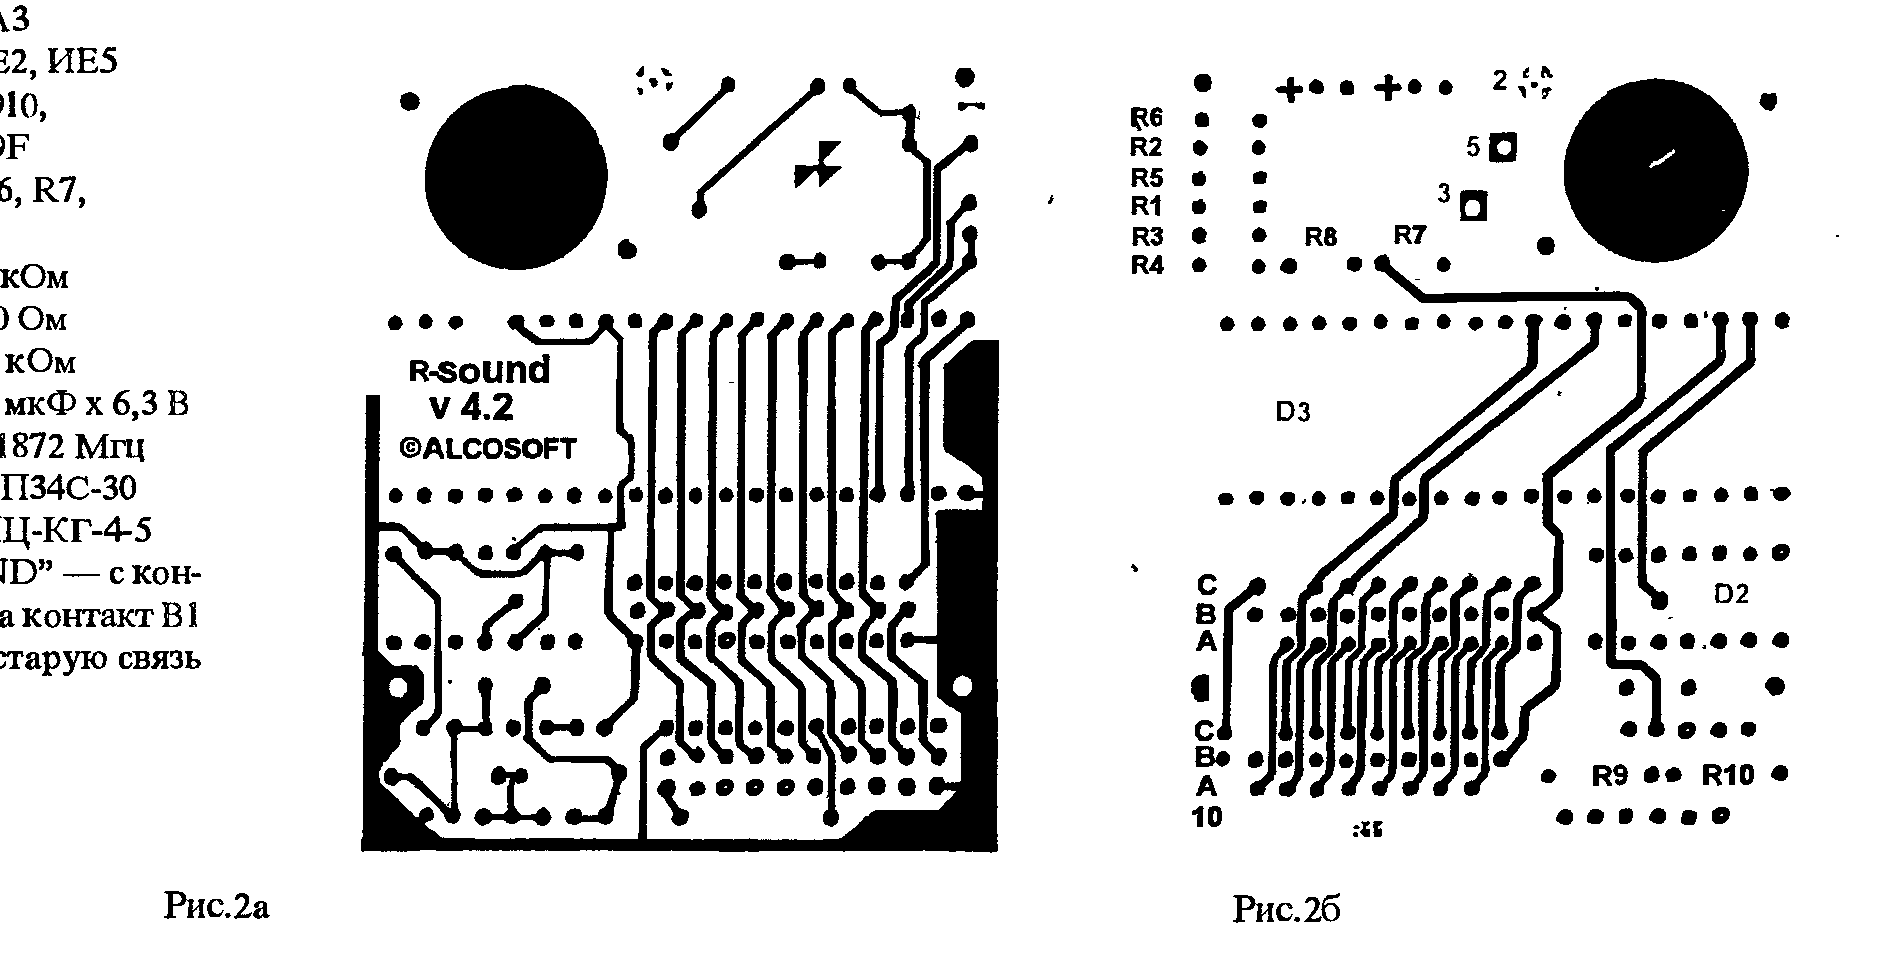 А3
Е2, ИЕ5
910,
9F
6, R7,
кОм
0 Ом
кОм
мкФ х 6,3 В
1872 Мгц
П34С-30
ІЦ-КГ-4-5
ND” — с кон-
а контакт В1
старую связь
R-sound
v 4.2
©ALCOSOFT
Рис.2а
2
R6
R2
5
R5
R1
3
R3
R8
R7
R4
D3
C
B
D2
A
C
B
R9
R10
A
10
Рис.2б